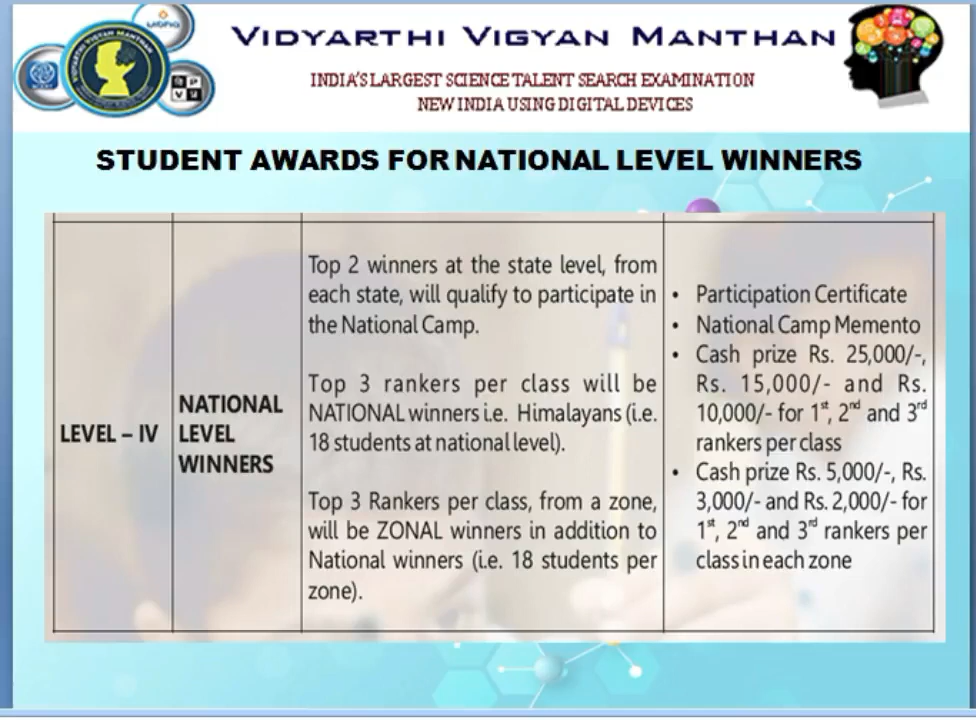 VIDYARTHI VIGYAN MANTHAN
INDIA'S LARGEST SCIENCE TALENT SEARCH EXAMINATION
NEW INDIA USING DIGITAL DEVICES
STUDENT AWARDS FOR NATIONAL LEVEL WINNERS
LEVEL – IV
NATIONAL
LEVEL
WINNERS
Top 2 winners at the state level, from
each state, will qualify to participate in
the National Camp.
Top 3 rankers per class will be
NATIONAL winners i.e. Himalayans (i.e.
18 students at national level).
Top 3 Rankers per class, from a zone,
will be ZONAL winners in addition to
National winners (i.e. 18 students per
zone).
• Participation Certificate
• National Camp Memento
• Cash prize Rs. 25,000/-,
Rs. 15,000/- and Rs.
10,000/- for 1st, 2nd and 3rd
rankers per class
• Cash prize Rs. 5,000/-, Rs.
3,000/- and Rs. 2,000/- for
1st, 2nd and 3rd rankers per
class in each zone